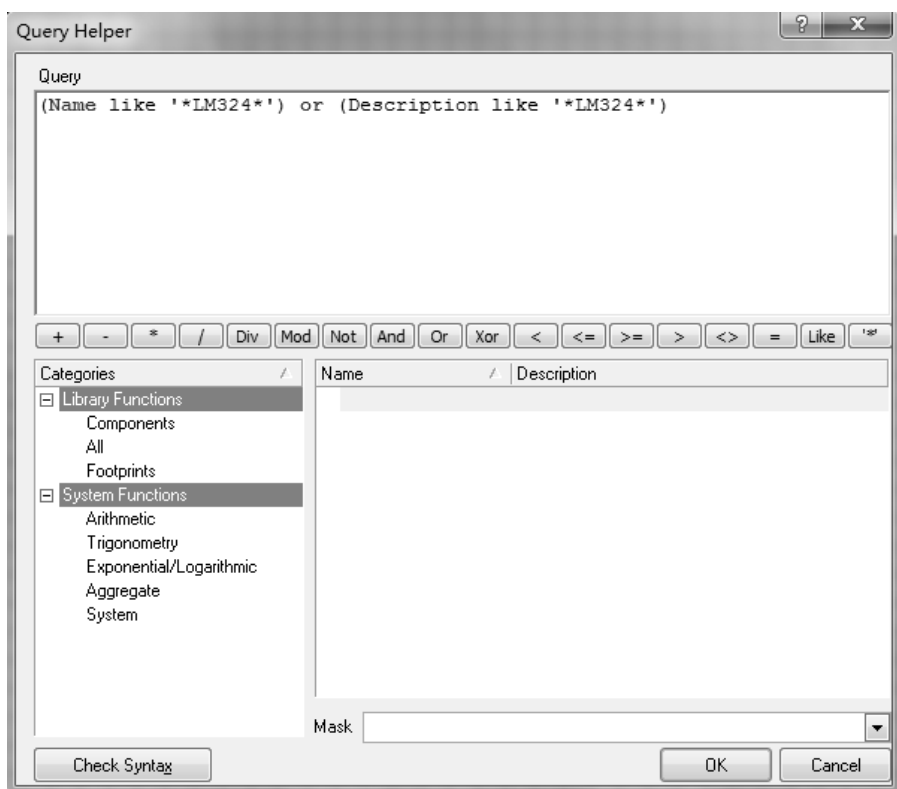 Query Helper
?
X
Query
(Name like '*LM324*') or (Description like '*LM324*')
+ - * / Div Mod Not And Or Xor < <= >= > <> = Like '*'
Categories
Name Description
Library Functions
Components
All
Footprints
System Functions
Arithmetic
Trigonometry
Exponential/Logarithmic
Aggregate
System
Mask
Check Syntax OK Cancel